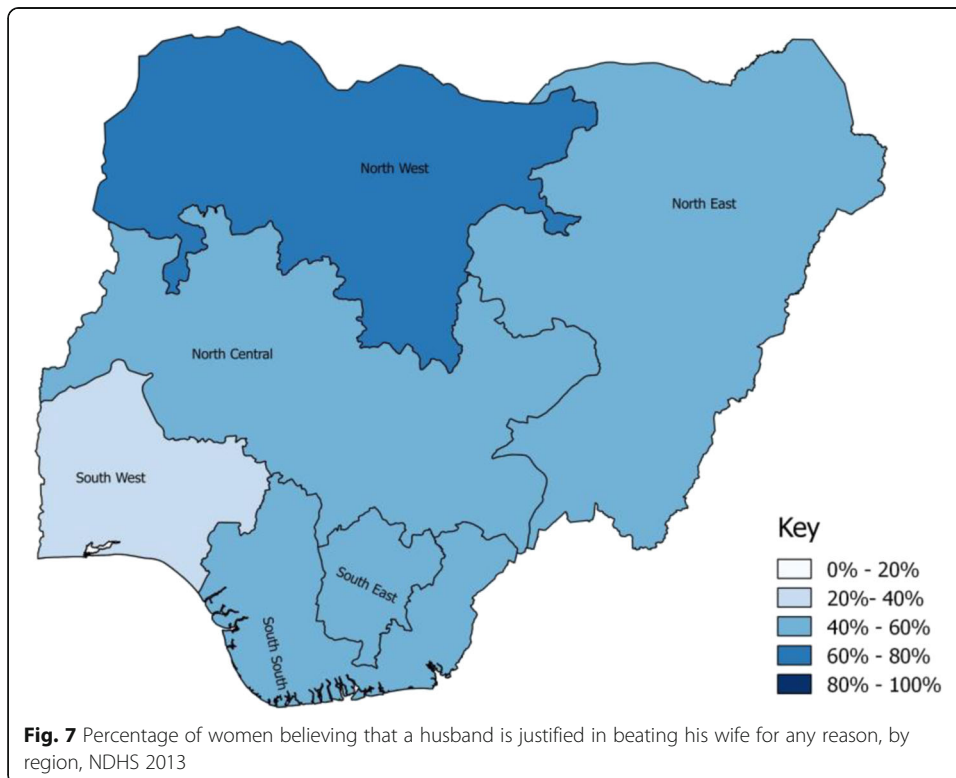 North West
North East
North Central
South West
South East
South South
Key
0% - 20%
20%- 40%
40% - 60%
60% - 80%
80% - 100%
Fig. 7 Percentage of women believing that a husband is justified in beating his wife for any reason, by
region, NDHS 2013